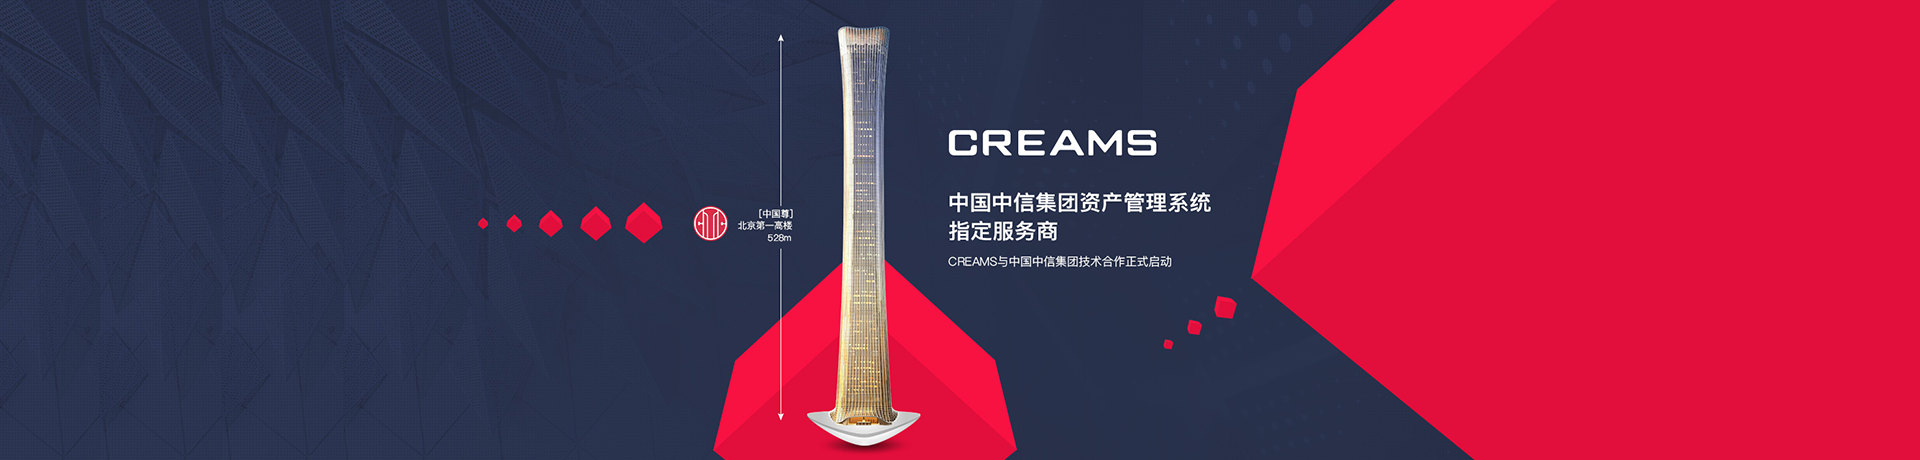 [中国尊]
北京第一高楼
528m
CREAMS
中国中信集团资产管理系统
指定服务商
CREAMS与中国中信集团技术合作正式启动